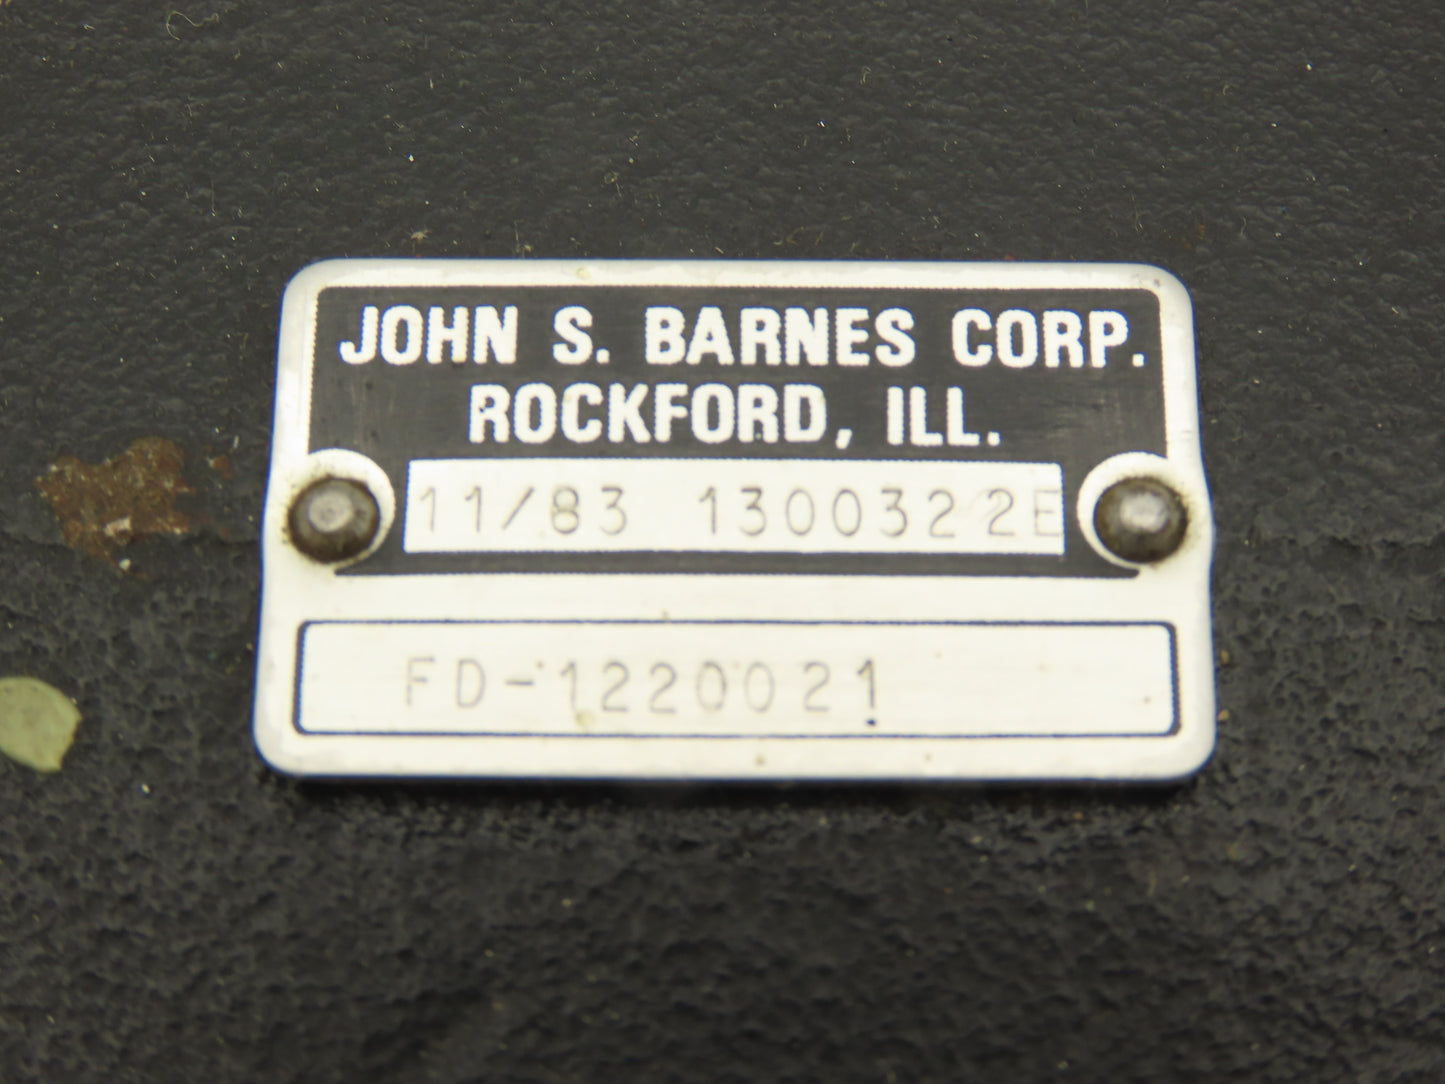 JOHN S. BARNES CORP.
ROCKFORD, ILL.
11/83 1300322E
FD-1220021